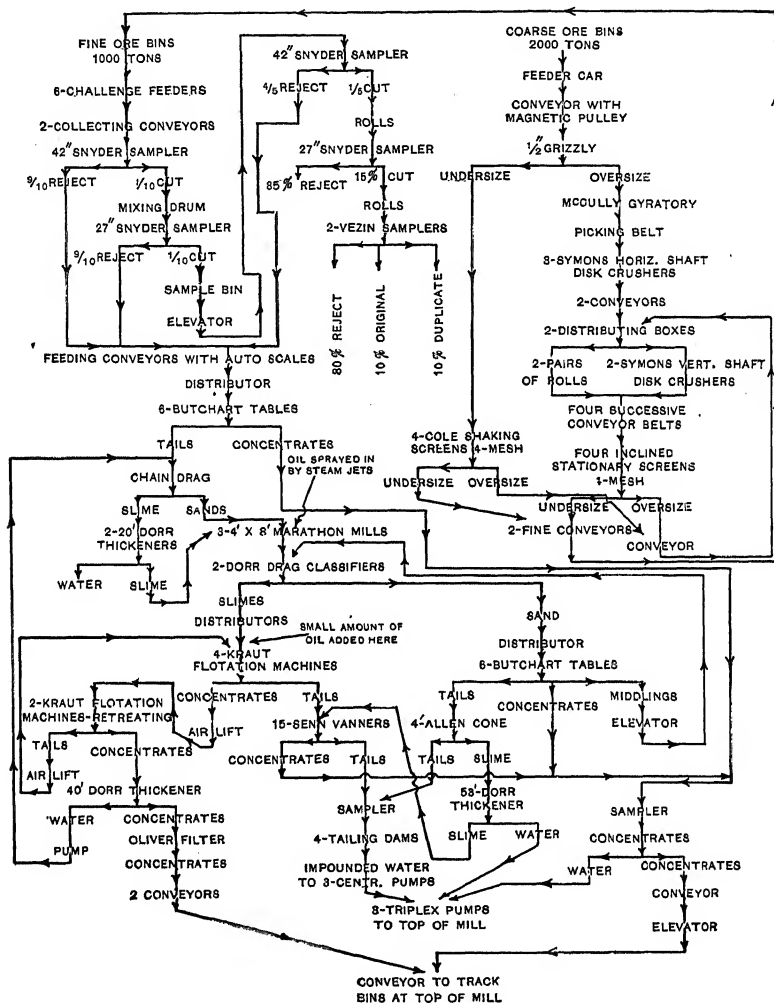 FINE ORE BINS
1000 TONS
6-CHALLENGE FEEDERS
2-COLLECTING CONVEYORS
42" SNYDER SAMPLER
9/10 REJECT
1/10 CUT
MIXING DRUM
27" SNYDER SAMPLER
9/10 REJECT
1/10 CUT
SAMPLE BIN
ELEVATOR
FEEDING CONVEYORS WITH AUTO SCALES
DISTRIBUTOR
6-BUTCHART TABLES
42" SNYDER SAMPLER
4/5 REJECT
1/5 CUT
ROLLS
27" SNYDER SAMPLER
85% REJECT
15% CUT
ROLLS
2-VEZIN SAMPLERS
80% REJECT
10% ORIGINAL
10% DUPLICATE
COARSE ORE BINS
2000 TONS
FEEDER CAR
CONVEYOR WITH
MAGNETIC PULLEY
1/2" GRIZZLY
UNDERSIZE
OVERSIZE
MCCULLY GYRATORY
PICKING BELT
3-SYMONS HORIZ. SHAFT
DISK CRUSHERS
2-CONVEYORS
2-DISTRIBUTING BOXES
2-PAIRS
OF ROLLS
2-SYMONS VERT. SHAFT
DISK CRUSHERS
FOUR SUCCESSIVE
CONVEYOR BELTS
FOUR INCLINED
STATIONARY SCREENS
-MESH
4-COLE SHAKING
SCREENS 4-MESH
UNDERSIZE
OVERSIZE
UNDERSIZE
OVERSIZE
2-FINE CONVEYORS
CONVEYOR
TAILS
CONCENTRATES
CHAIN DRAG
OIL SPRAYED IN
BY STEAM JETS
SLIME
SANDS
2-20' DORR
THICKENERS
WATER
SLIME
3-4' X 8' MARATHON MILLS
2-DORR DRAG CLASSIFIERS
SLIMES
DISTRIBUTORS
SMALL AMOUNT OF
OIL ADDED HERE
4-KRAUT
FLOTATION MACHINES
CONCENTRATES
TAILS
2-KRAUT FLOTATION
MACHINES-RETREATING
AIR LIFT
TAILS
CONCENTRATES
AIR LIFT
40' DORR THICKENER
WATER
CONCENTRATES
PUMP
OLIVER FILTER
CONCENTRATES
2 CONVEYORS
15-SENN VANNERS
CONCENTRATES
TAILS
SAMPLER
4-TAILING DAMS
IMPOUNDED WATER
TO 3-CENTR. PUMPS
SAND
DISTRIBUTOR
6-BUTCHART TABLES
TAILS
CONCENTRATES
MIDDLINGS
ELEVATOR
4'-ALLEN CONE
TAILS
SLIME
53'-DORR
THICKENER
SLIME
WATER
3-TRIPLEX PUMPS
TO TOP OF MILL
SAMPLER
CONCENTRATES
WATER
CONCENTRATES
CONVEYOR
ELEVATOR
CONVEYOR TO TRACK
BINS AT TOP OF MILL